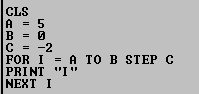 CLS
A = 5
B = 0
C = -2
FOR I = A TO B STEP C
PRINT "I"
NEXT I